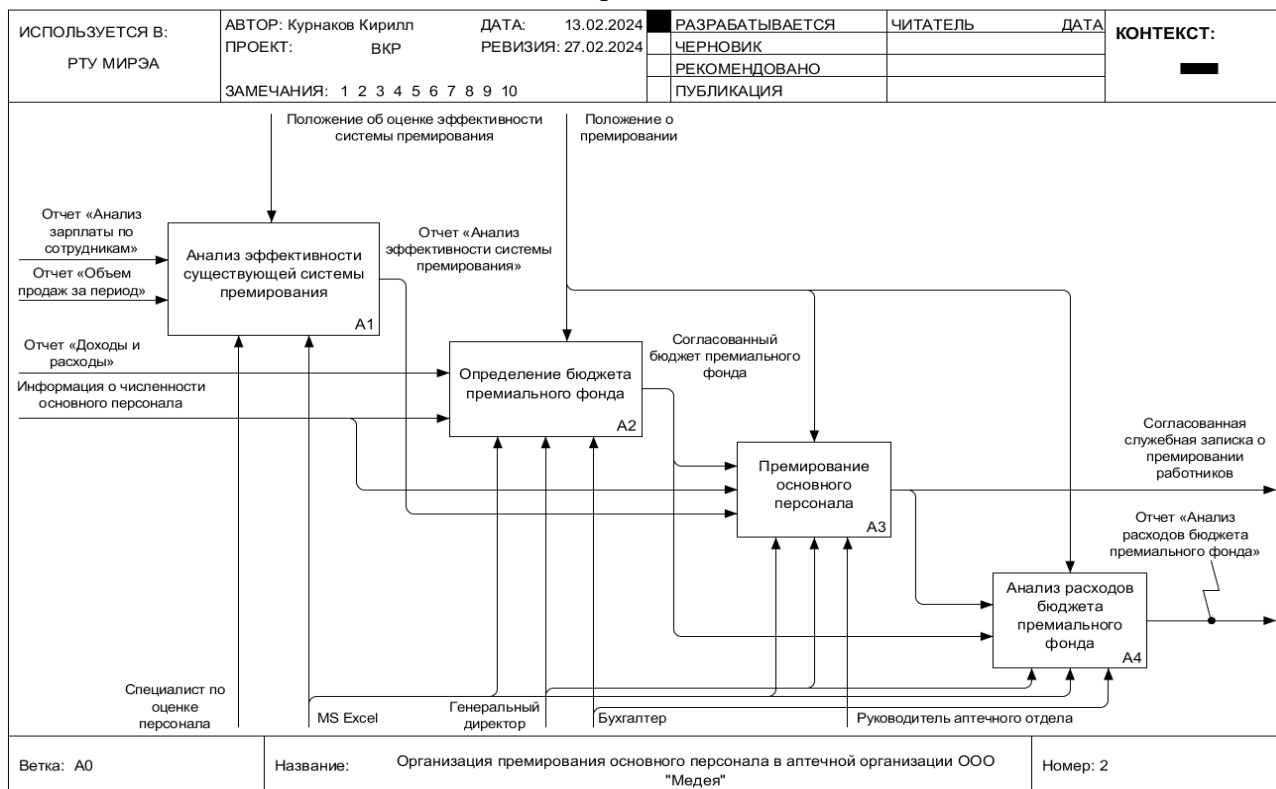 ИСПОЛЬЗУЕТСЯ В:
РТУ МИРЭА
АВТОР: Курнаков Кирилл
ДАТА: 13.02.2024
ПРОЕКТ: ВКР
РЕВИЗИЯ: 27.02.2024
ЗАМЕЧАНИЯ: 1 2 3 4 5 6 7 8 9 10
РАЗРАБАТЫВАЕТСЯ
ЧЕРНОВИК
РЕКОМЕНДОВАНО
ПУБЛИКАЦИЯ
ЧИТАТЕЛЬ
ДАТА
КОНТЕКСТ:
Положение об оценке эффективности
системы премирования
Положение о
премировании
Отчет «Анализ
зарплаты по
сотрудникам»
Отчет «Объем
продаж за период»
Анализ эффективности
существующей системы
премирования
A1
Отчет «Анализ
эффективности системы
премирования»
Отчет «Доходы и
расходы»
Информация о численности
основного персонала
Определение бюджета
премиального фонда
A2
Согласованный
бюджет премиального
фонда
Премирование
основного
персонала
A3
Согласованная
служебная записка о
премировании
работников
Отчет «Анализ
расходов бюджета
премиального фонда»
Анализ расходов
бюджета
премиального
фонда
A4
Специалист по
оценке
персонала
MS Excel
Генеральный
директор
Бухгалтер
Руководитель аптечного отдела
Ветка: A0
Название:
Организация премирования основного персонала в аптечной организации ООО
"Медея"
Номер: 2